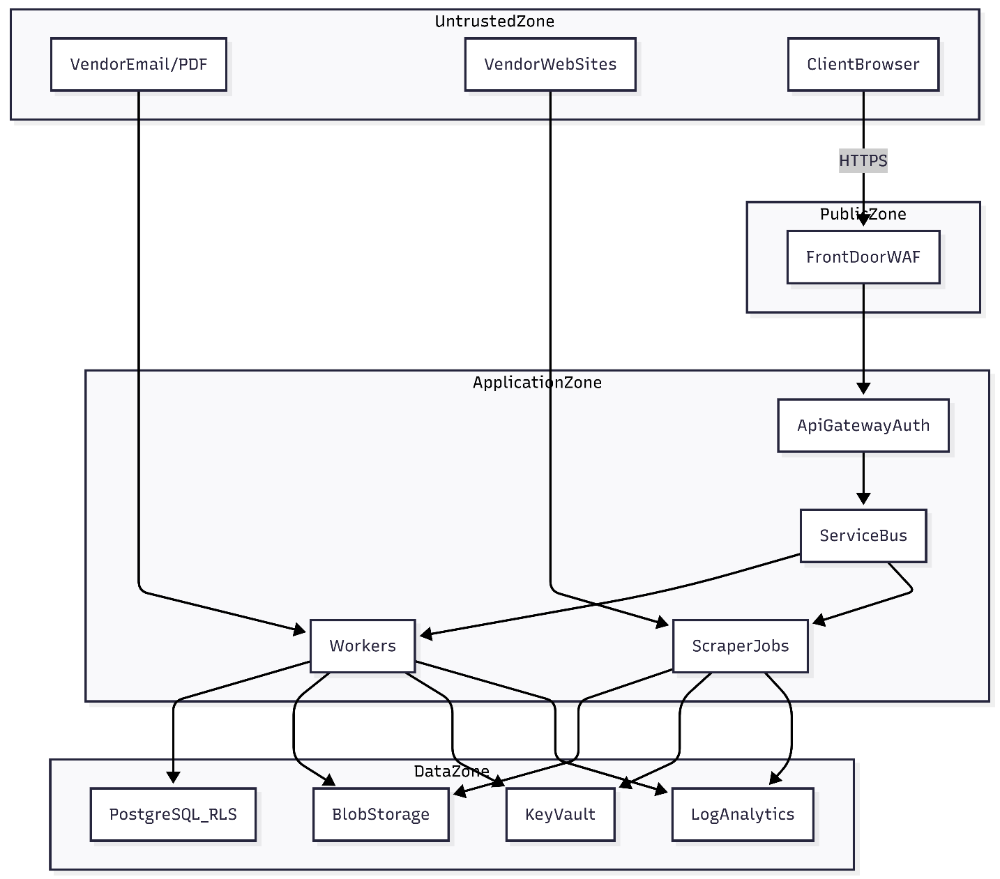 UntrustedZone
VendorEmail/PDF
VendorWebSites
ClientBrowser
HTTPS
PublicZone
FrontDoorWAF
ApplicationZone
ApiGatewayAuth
ServiceBus
Workers
ScraperJobs
DataZone
PostgreSQL_RLS
BlobStorage
KeyVault
LogAnalytics